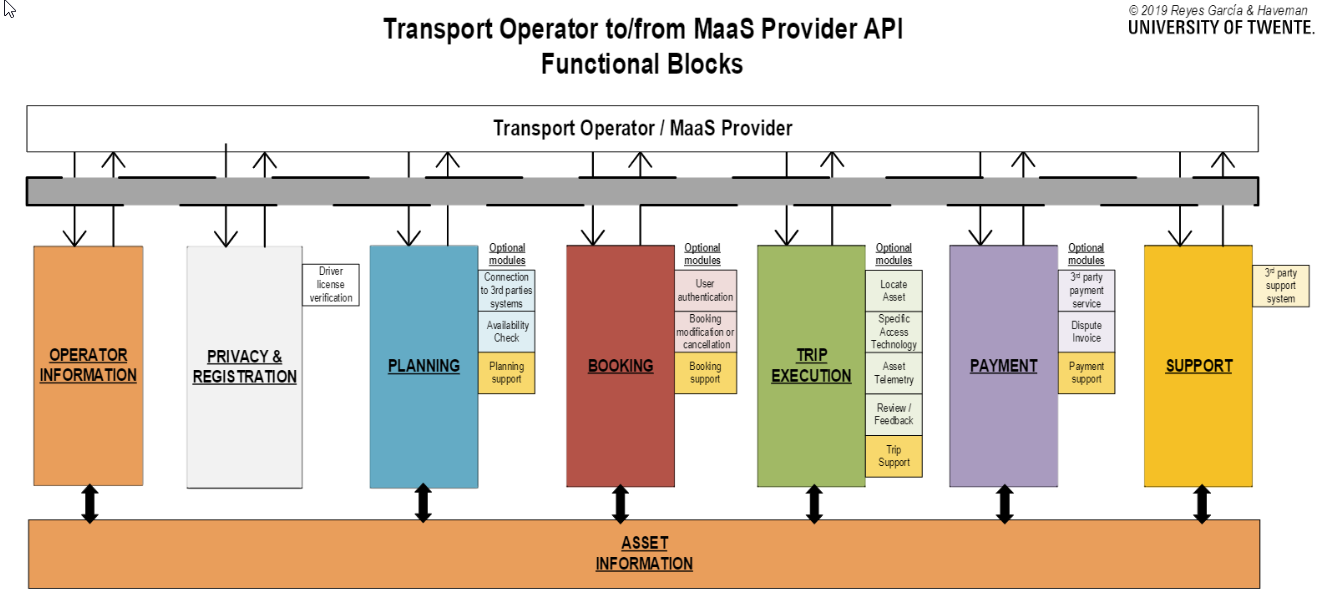 © 2019 Reyes García & Haveman
UNIVERSITY OF TWENTE.
Transport Operator to/from MaaS Provider API
Functional Blocks
Transport Operator / MaaS Provider
OPERATOR
INFORMATION
PRIVACY &
REGISTRATION
Driver
license
verification
PLANNING
Optional
modules
Connection
to 3rd parties
systems
Availability
Check
Planning
support
BOOKING
Optional
modules
User
authentication
Booking
modification or
cancellation
Booking
support
TRIP
EXECUTION
Optional
modules
Locate
Asset
Specific
Access
Technology
Asset
Telemetry
Review /
Feedback
Trip
Support
PAYMENT
Optional
modules
3rd party
payment
service
Dispute
Invoice
Payment
support
SUPPORT
3rd party
support
system
ASSET
INFORMATION